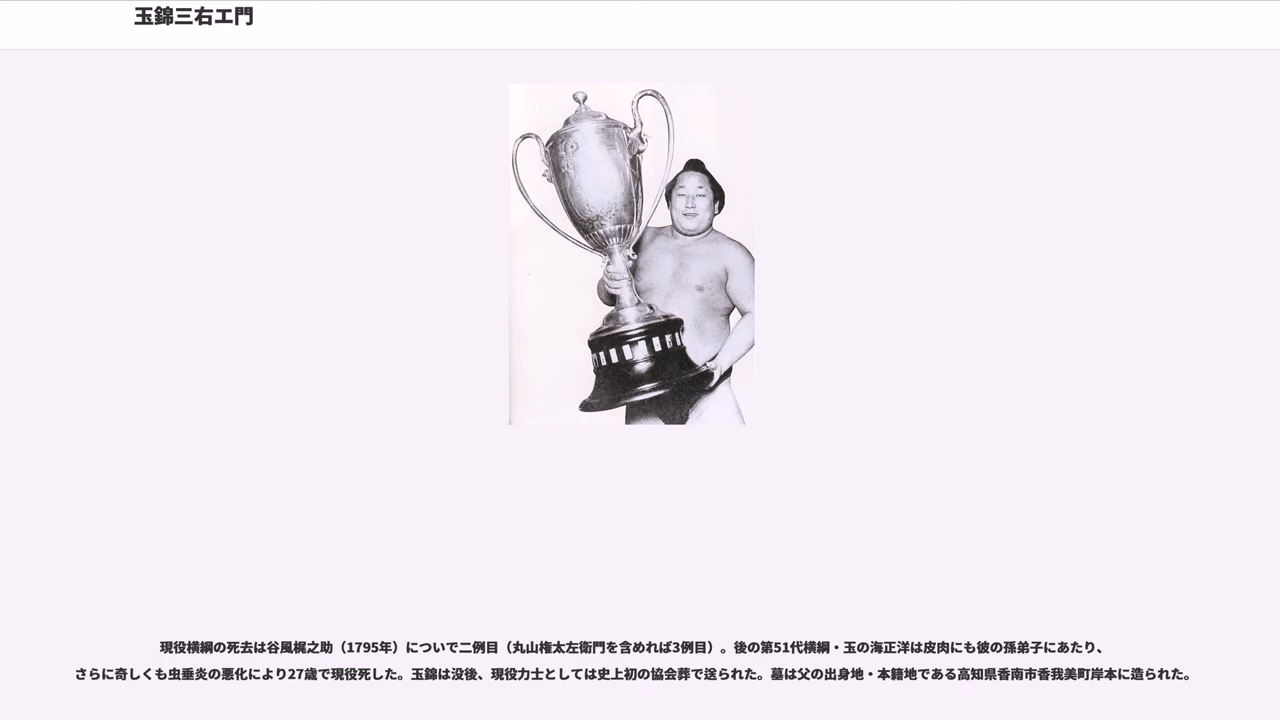 玉錦三右エ門
現役横綱の死去は谷風梶之助（1795年）についで二例目（丸山権太左衛門を含めれば3例目）。後の第51代横綱・玉の海正洋は皮肉にも彼の孫弟子にあたり、
さらに奇しくも虫垂炎の悪化により27歳で現役死した。玉錦は没後、現役力士としては史上初の協会葬で送られた。墓は父の出身地・本籍地である高知県香南市香我美町岸本に造られた。